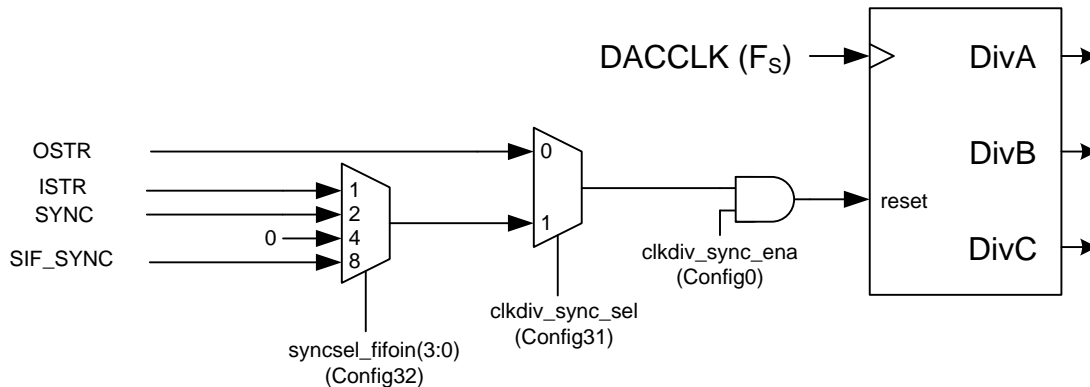 DACCLK (FS)
DivA
DivB
DivC
reset
OSTR
ISTR
SYNC
0
SIF_SYNC
1
2
4
8
0
1
clkdiv_sync_ena
(Config0)
clkdiv_sync_sel
(Config31)
syncsel_fifoin(3:0)
(Config32)